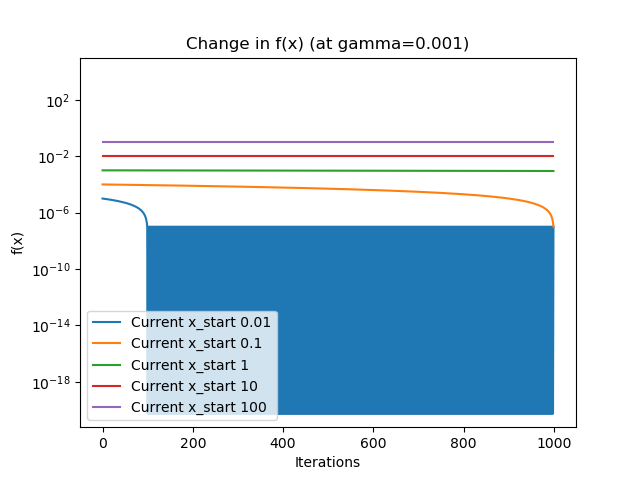 Change in f(x) (at gamma=0.001)
10²
10⁻²
10⁻⁶
10⁻¹⁰
10⁻¹⁴
10⁻¹⁸
f(x)
Current x_start 0.01
Current x_start 0.1
Current x_start 1
Current x_start 10
Current x_start 100
0 200 400 600 800 1000
Iterations